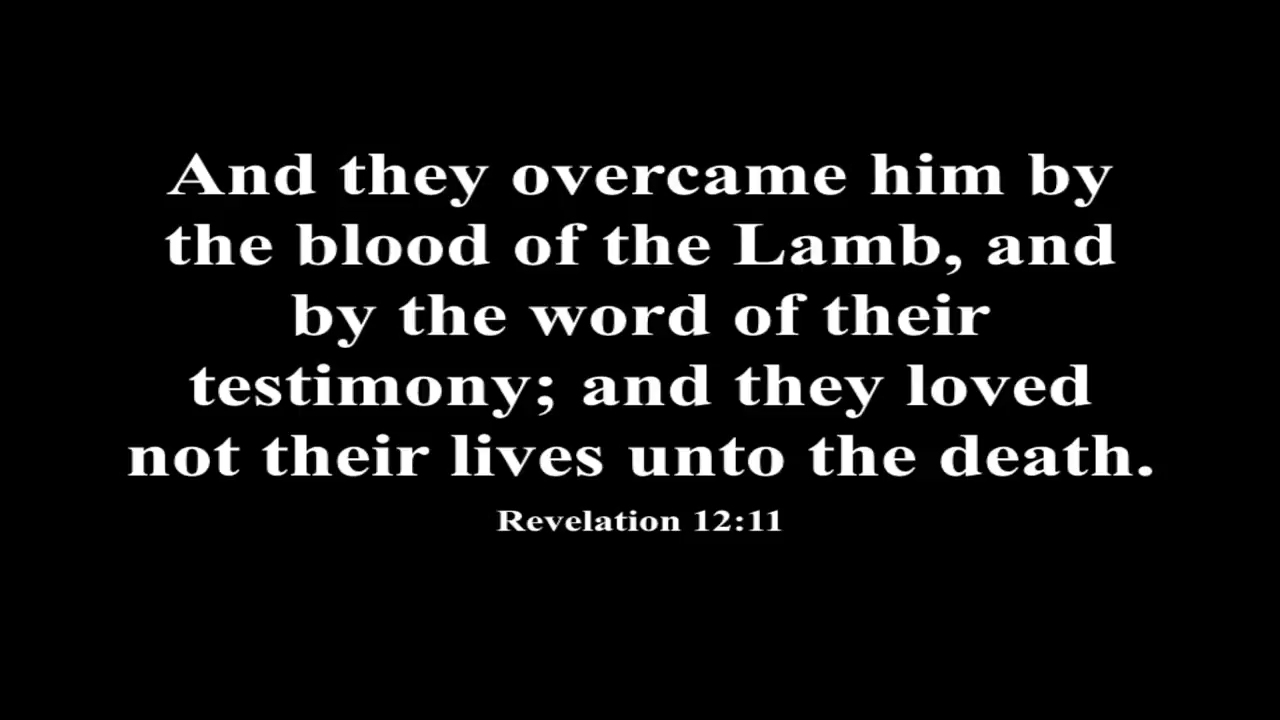 And they overcame him by
the blood of the Lamb, and
by the word of their
testimony; and they loved
not their lives unto the death.
Revelation 12:11